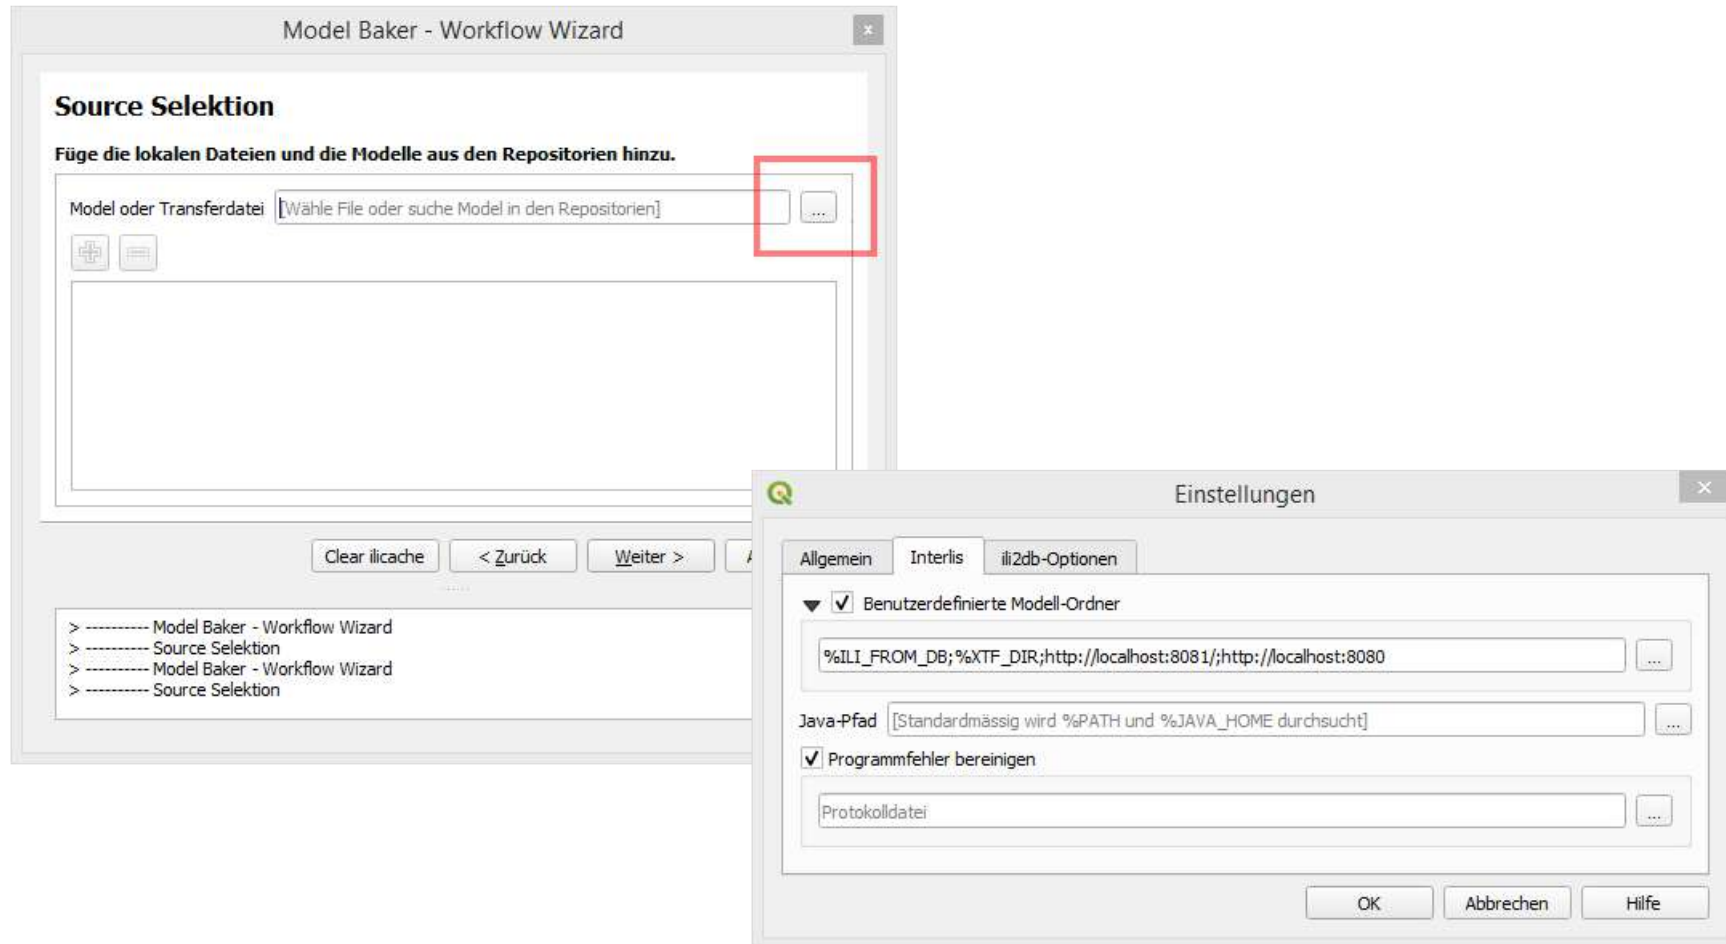 Model Baker - Workflow Wizard
Source Selektion
Füge die lokalen Dateien und die Modelle aus den Repositorien hinzu.
Model oder Transferdatei [Wähle File oder suche Model in den Repositorien] ...
Clear ilicache < Zurück Weiter > A
> ---------- Model Baker - Workflow Wizard
> ---------- Source Selektion
> ---------- Model Baker - Workflow Wizard
> ---------- Source Selektion
Einstellungen
Allgemein Interlis ili2db-Optionen
Benutzerdefinierte Modell-Ordner
%ILI_FROM_DB;%XTF_DIR;http://localhost:8081/;http://localhost:8080 ...
Java-Pfad [Standardmässig wird %PATH und %JAVA_HOME durchsucht] ...
Programmfehler bereinigen
Protokolldatei ...
OK Abbrechen Hilfe